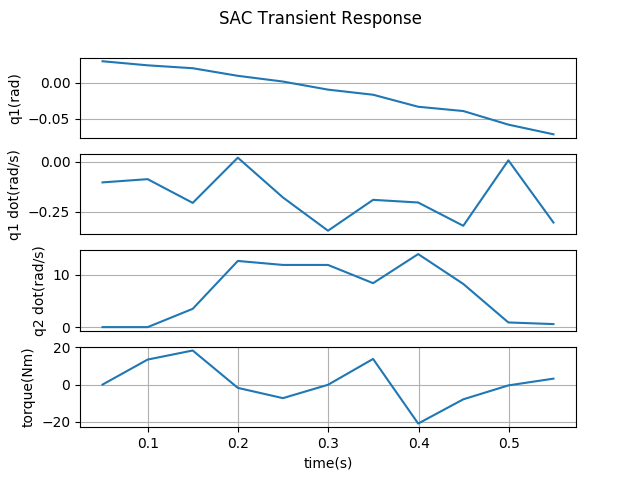 SAC Transient Response
q1(rad)
0.00
−0.05
q1 dot(rad/s)
0.00
−0.25
q2 dot(rad/s)
10
0
torque(Nm)
20
0
−20
0.1 0.2 0.3 0.4 0.5
time(s)